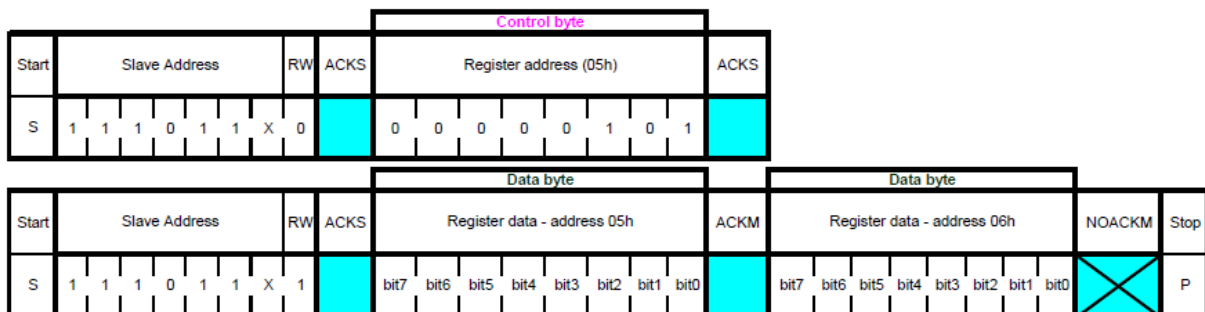 Control byte
Start Slave Address RW ACKS Register address (05h) ACKS
S 1 1 1 0 1 1 X 0 0 0 0 0 0 1 0 1
Data byte Data byte
Start Slave Address RW ACKS Register data - address 05h ACKM Register data - address 06h NOACKM Stop
S 1 1 1 0 1 1 X 1 bit7 bit6 bit5 bit4 bit3 bit2 bit1 bit0 bit7 bit6 bit5 bit4 bit3 bit2 bit1 bit0 P